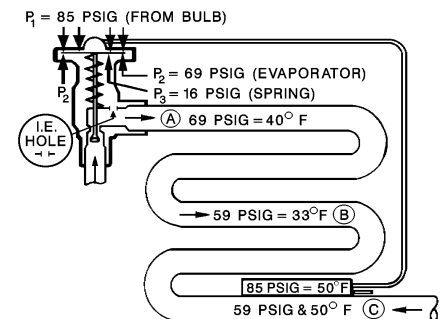 P1 = 85 PSIG (FROM BULB)
P2 = 69 PSIG (EVAPORATOR)
P2
P3 = 16 PSIG (SPRING)
I.E.
HOLE
A 69 PSIG = 40° F
59 PSIG = 33°F B
85 PSIG = 50°F
59 PSIG & 50° F C